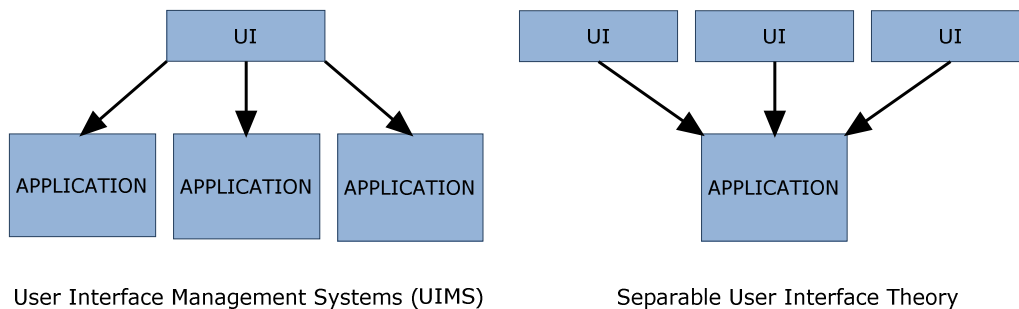 UI
APPLICATION
APPLICATION
APPLICATION
User Interface Management Systems (UIMS)
UI
UI
UI
APPLICATION
Separable User Interface Theory